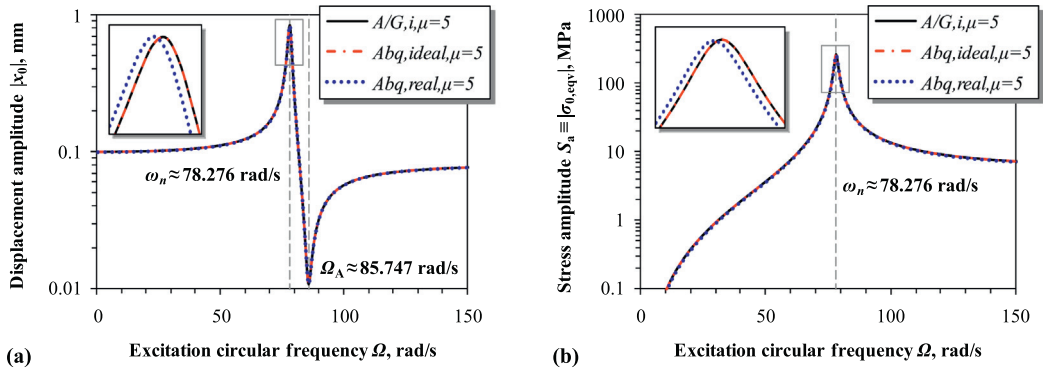 Displacement amplitude |x₀|, mm
1
0.1
0.01
A/G,i,μ=5
Abq,ideal,μ=5
Abq,real,μ=5
ωn≈78.276 rad/s
ΩA≈85.747 rad/s
0 50 100 150
(a) Excitation circular frequency Ω, rad/s
Stress amplitude Sa ≡ |σ0,eqv|, MPa
1000
100
10
1
0.1
A/G,i,μ=5
Abq,ideal,μ=5
Abq,real,μ=5
ωn≈78.276 rad/s
0 50 100 150
(b) Excitation circular frequency Ω, rad/s